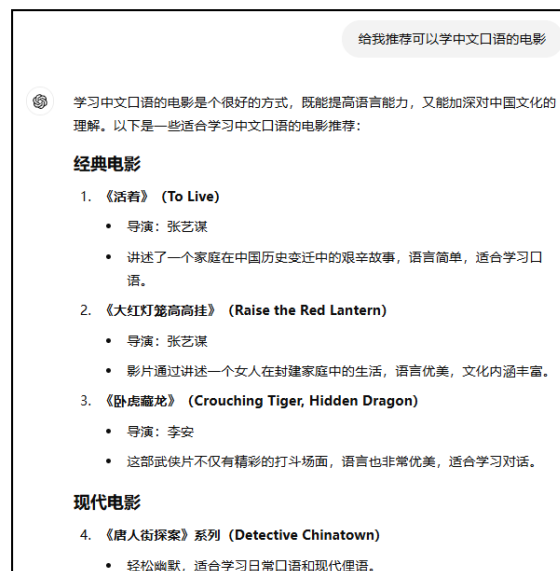 给我推荐可以学中文口语的电影
学习中文口语的电影是个很好的方式，既能提高语言能力，又能加深对中国文化的
理解。以下是一些适合学习中文口语的电影推荐：
经典电影
1. 《活着》（To Live）
• 导演：张艺谋
• 讲述了一个家庭在中国历史变迁中的艰辛故事，语言简单，适合学习口
语。
2. 《大红灯笼高高挂》（Raise the Red Lantern）
• 导演：张艺谋
• 影片通过讲述一个女人在封建家庭中的生活，语言优美，文化内涵丰富。
3. 《卧虎藏龙》（Crouching Tiger, Hidden Dragon）
• 导演：李安
• 这部武侠片不仅有精彩的打斗场面，语言也非常优美，适合学习对话。
现代电影
4. 《唐人街探案》系列（Detective Chinatown）
• 轻松幽默，适合学习日常口语和现代俚语。